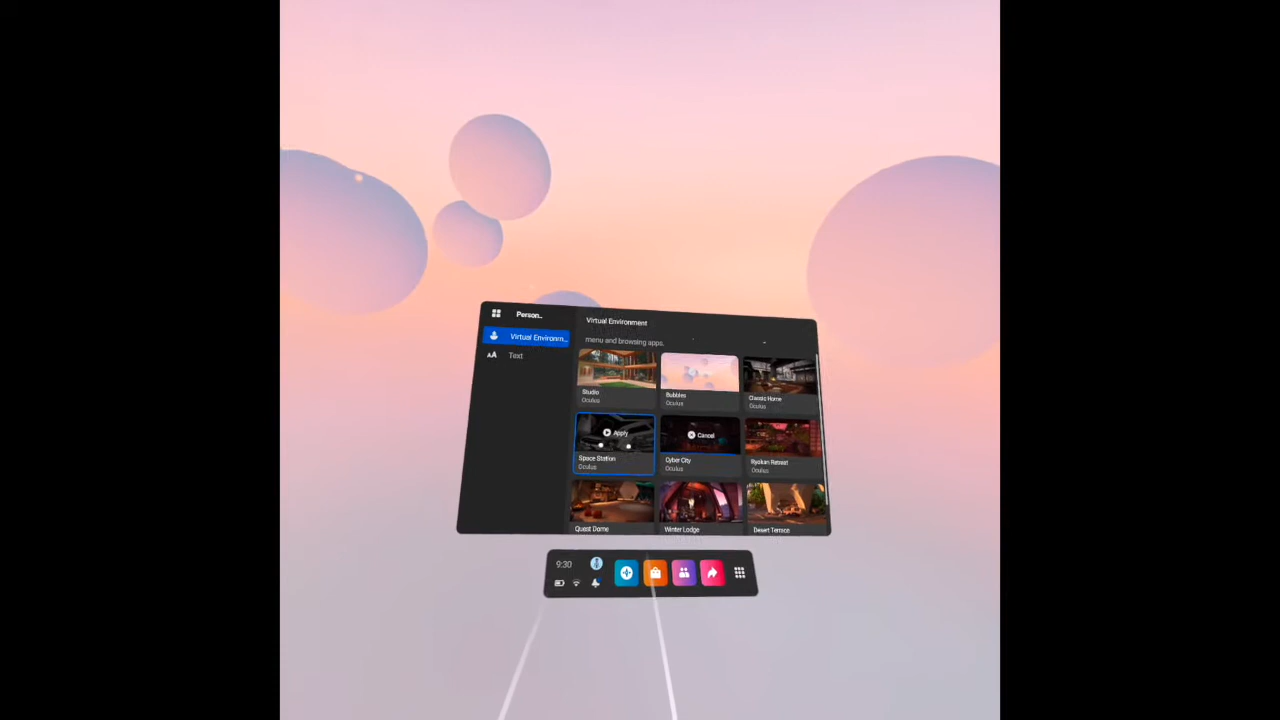 Person..
Virtual Environm...
AA Text
Virtual Environment
menu and browsing apps.
Studio
Oculus
Bubbles
Oculus
Classic Home
Oculus
Apply
Space Station
Oculus
Cancel
Cyber City
Oculus
Ryokan Retreat
Oculus
Quest Dome
Winter Lodge
Desert Terrace
9:30